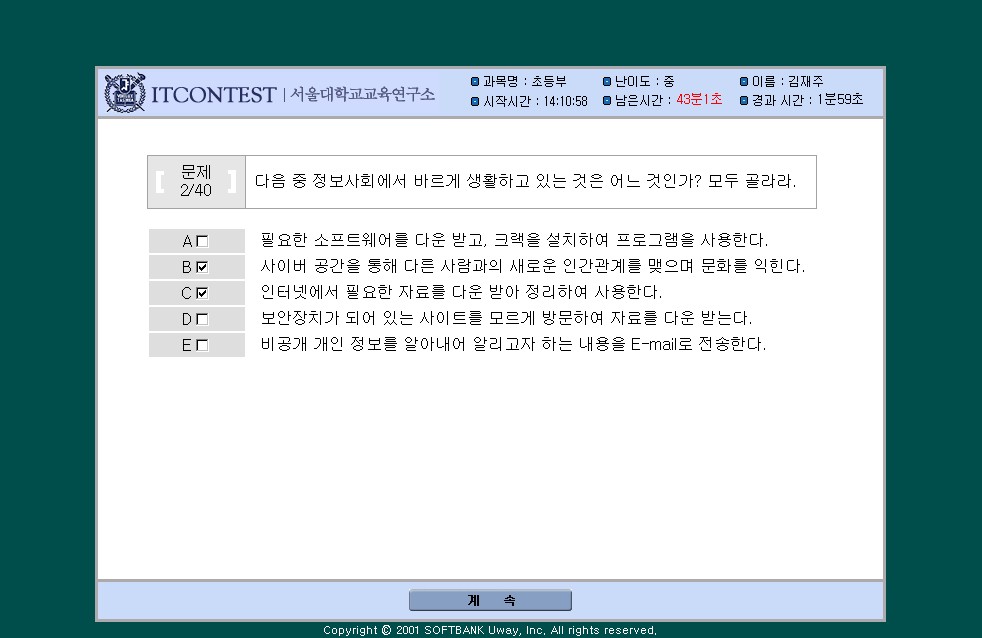 ITCONTEST | 서울대학교교육연구소
과목명 : 초등부 난이도 : 중 이름 : 김재주
시작시간 : 14:10:58 남은시간 : 43분1초 경과 시간 : 1분59초
문제
2/40
다음 중 정보사회에서 바르게 생활하고 있는 것은 어느 것인가? 모두 골라라.
A 필요한 소프트웨어를 다운 받고, 크랙을 설치하여 프로그램을 사용한다.
B 사이버 공간을 통해 다른 사람과의 새로운 인간관계를 맺으며 문화를 익힌다.
C 인터넷에서 필요한 자료를 다운 받아 정리하여 사용한다.
D 보안장치가 되어 있는 사이트를 모르게 방문하여 자료를 다운 받는다.
E 비공개 개인 정보를 알아내어 알리고자 하는 내용을 E-mail로 전송한다.
계 속
Copyright © 2001 SOFTBANK Uway, Inc. All rights reserved.